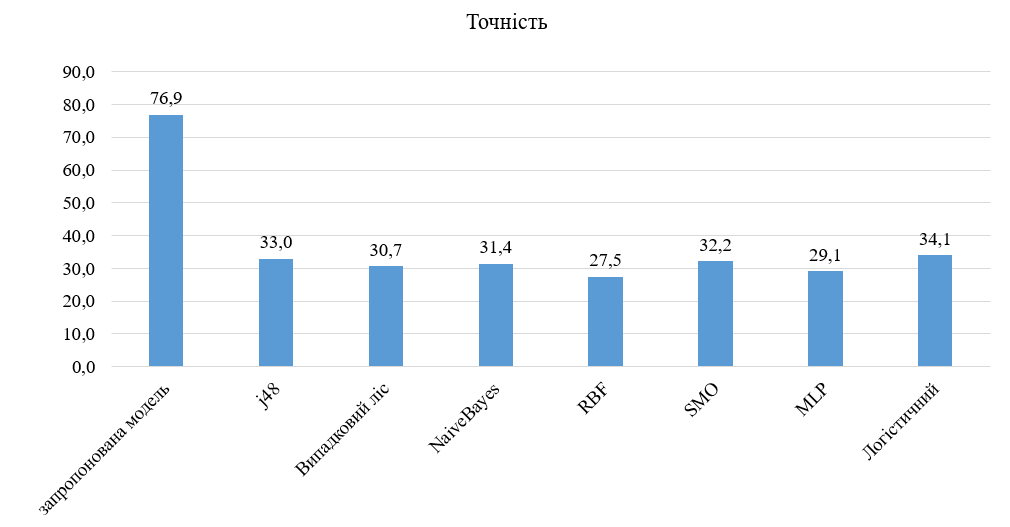 Точність
90,0
80,0
70,0
60,0
50,0
40,0
30,0
20,0
10,0
0,0
76,9
33,0
30,7
31,4
27,5
32,2
29,1
34,1
запропонована модель
j48
Випадковий ліс
NaiveBayes
RBF
SMO
MLP
Логістичний